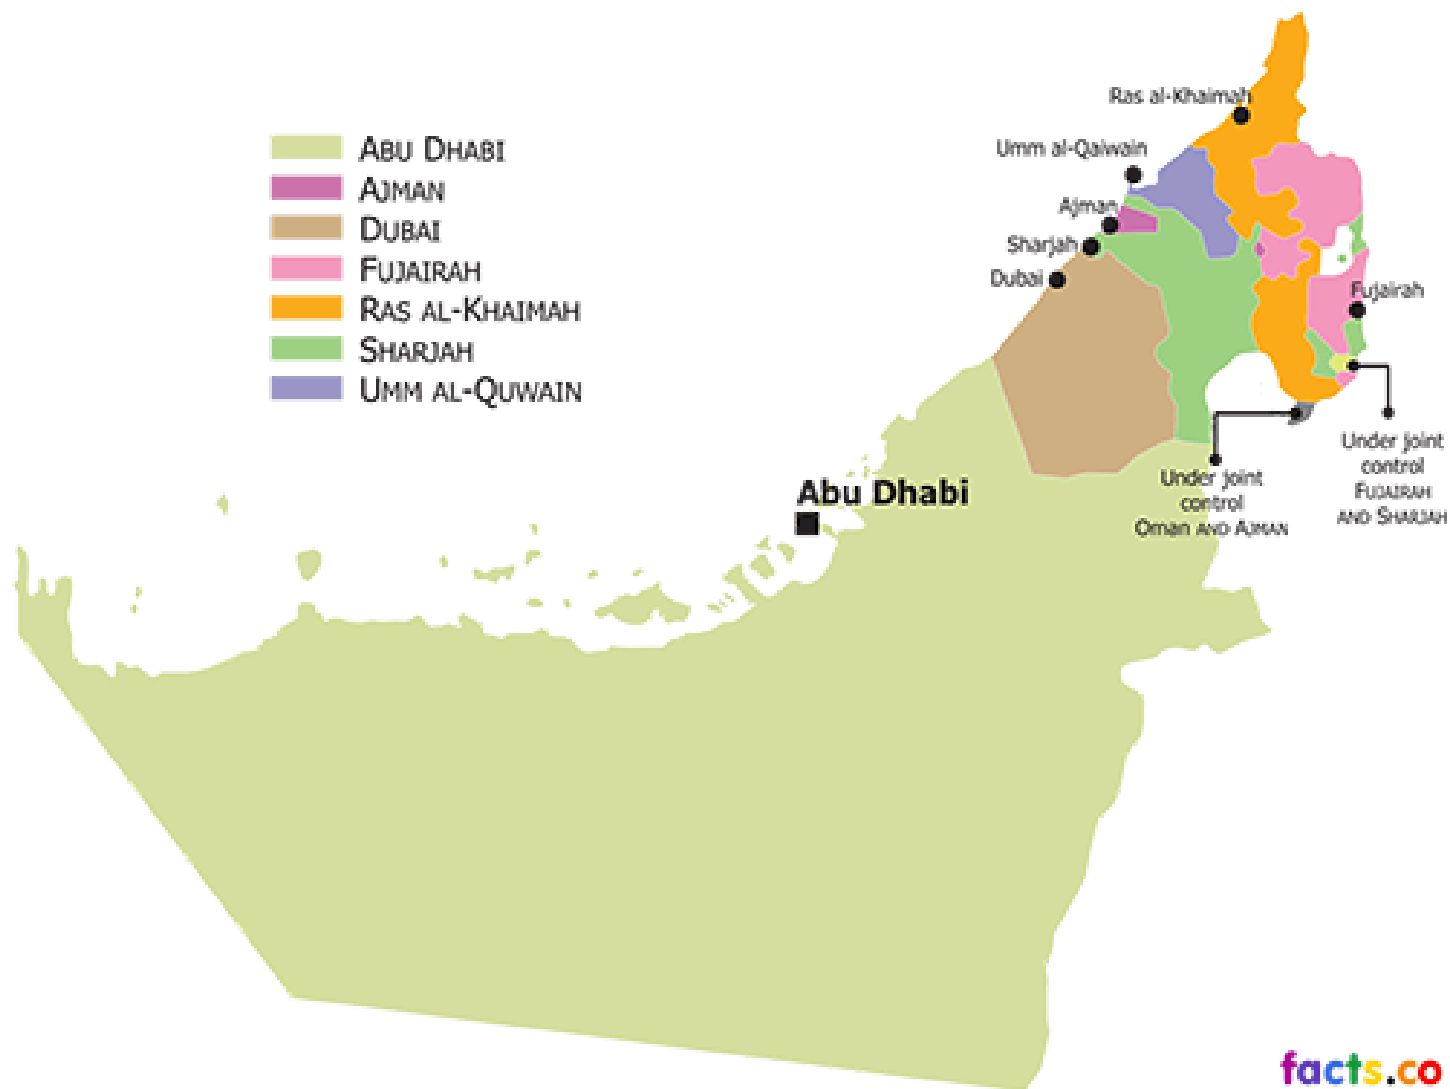 Ras al-Khaimah
Umm al-Qaiwain
Ajman
Sharjah
Dubai
Fujairah
ABU DHABI
AJMAN
DUBAI
FUJAIRAH
RAS AL-KHAIMAH
SHARJAH
UMM AL-QUWAIN
Abu Dhabi
Under joint
control
Oman AND AJMAN
Under joint
control
FUJAIRAH
AND SHARJAH
facts.co